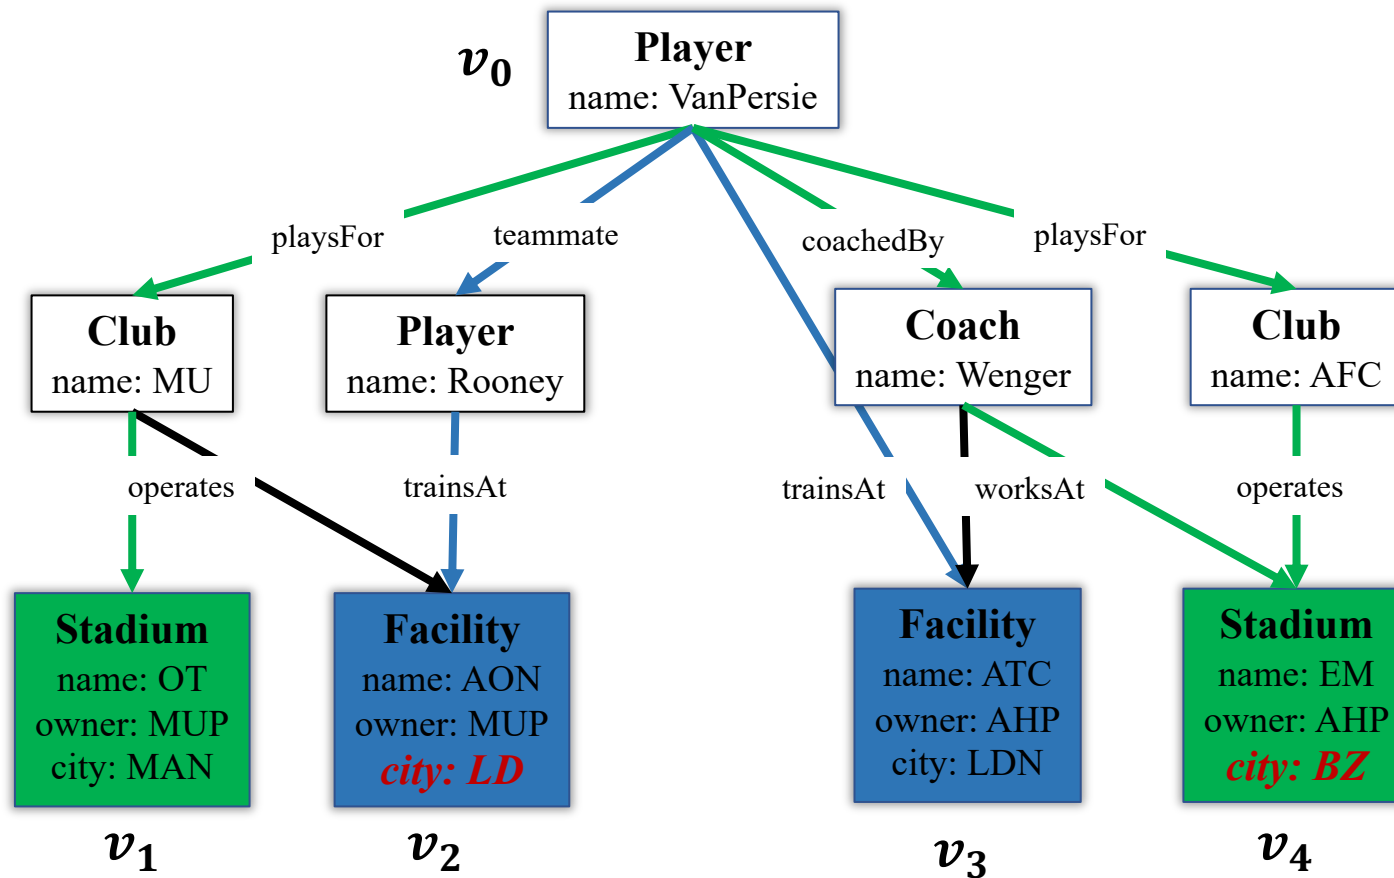 v0
Player
name: VanPersie
playsFor
teammate
coachedBy
playsFor
Club
name: MU
Player
name: Rooney
Coach
name: Wenger
Club
name: AFC
operates
trainsAt
trainsAt
worksAt
operates
Stadium
name: OT
owner: MUP
city: MAN
Facility
name: AON
owner: MUP
city: LD
Facility
name: ATC
owner: AHP
city: LDN
Stadium
name: EM
owner: AHP
city: BZ
v1
v2
v3
v4